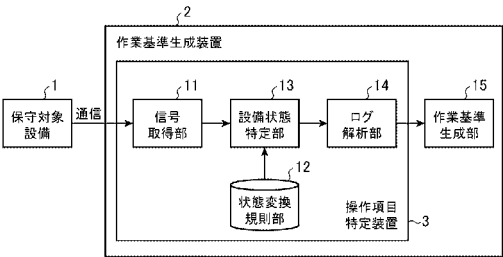 2
作業基準生成装置
1
保守対象
設備
通信
11
信号
取得部
13
設備状態
特定部
14
ログ
解析部
15
作業基準
生成部
12
状態変換
規則部
操作項目
特定装置
3